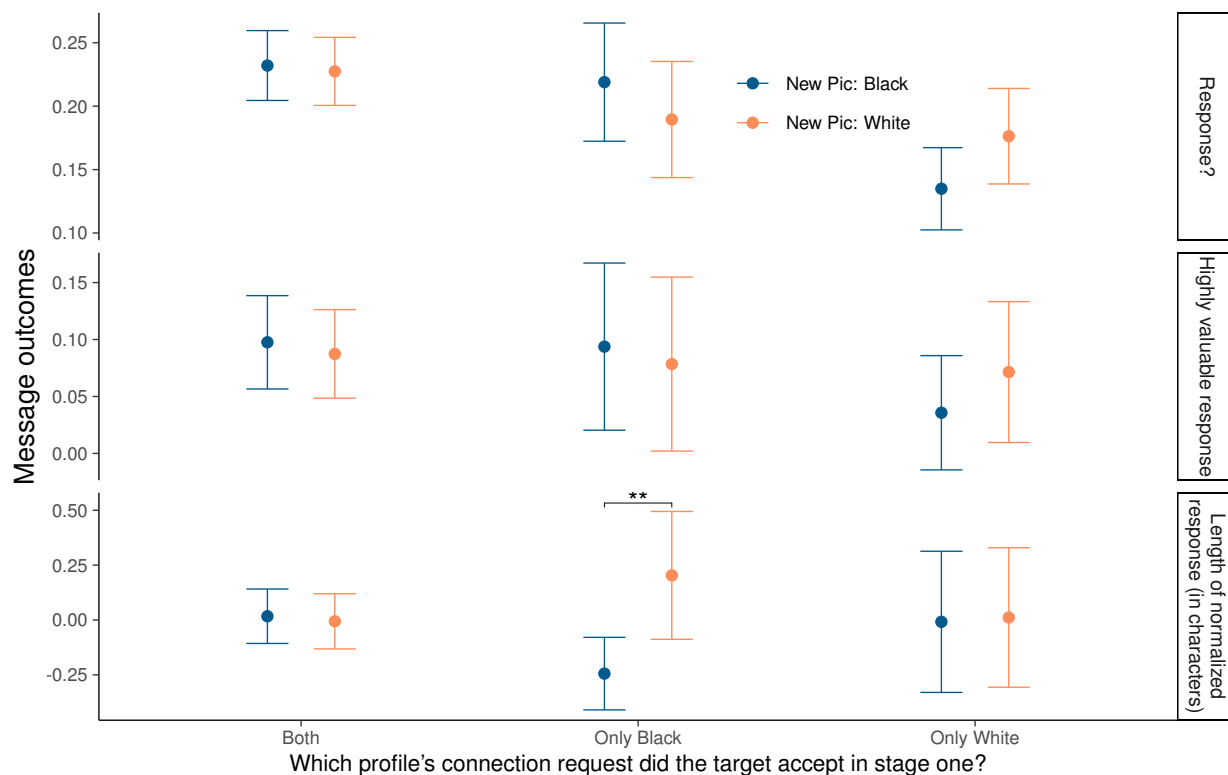 Message outcomes
0.25
0.20
0.15
0.10
New Pic: Black
New Pic: White
Response?
0.15
0.10
0.05
0.00
Highly valuable response
0.50
0.25
0.00
-0.25
**
Length of normalized
response (in characters)
Both
Only Black
Only White
Which profile's connection request did the target accept in stage one?